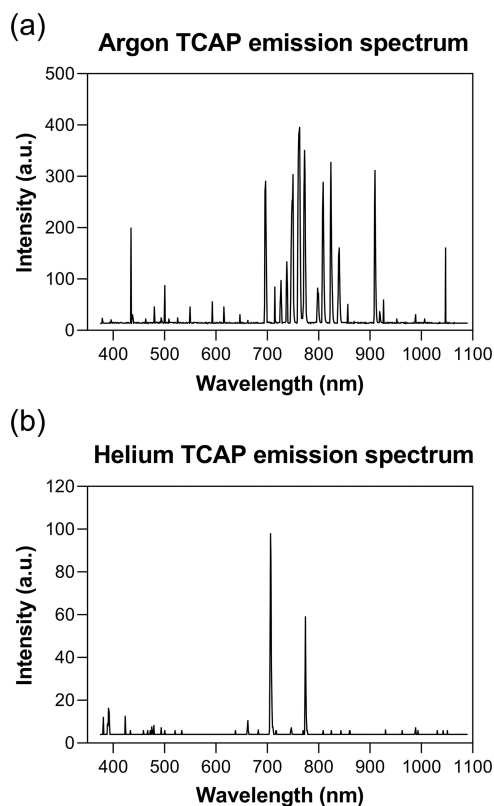 (a)
Argon TCAP emission spectrum
500
400
300
200
100
0
Intensity (a.u.)
400 500 600 700 800 900 1000 1100
Wavelength (nm)
(b)
Helium TCAP emission spectrum
120
100
80
60
40
20
0
Intensity (a.u.)
400 500 600 700 800 900 1000 1100
Wavelength (nm)